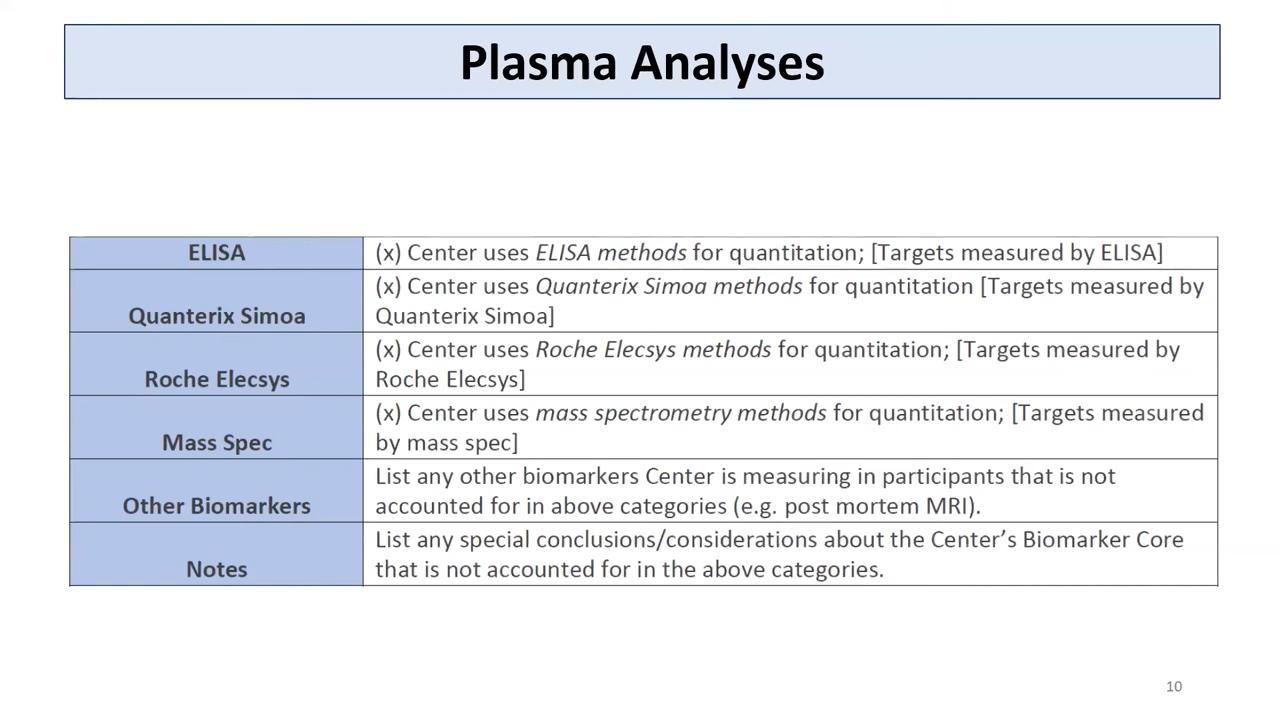 Plasma Analyses
ELISA
(x) Center uses ELISA methods for quantitation; [Targets measured by ELISA]
Quanterix Simoa
(x) Center uses Quanterix Simoa methods for quantitation [Targets measured by
Quanterix Simoa]
Roche Elecsys
(x) Center uses Roche Elecsys methods for quantitation; [Targets measured by
Roche Elecsys]
Mass Spec
(x) Center uses mass spectrometry methods for quantitation; [Targets measured
by mass spec]
Other Biomarkers
List any other biomarkers Center is measuring in participants that is not
accounted for in above categories (e.g. post mortem MRI).
Notes
List any special conclusions/considerations about the Center’s Biomarker Core
that is not accounted for in the above categories.
10